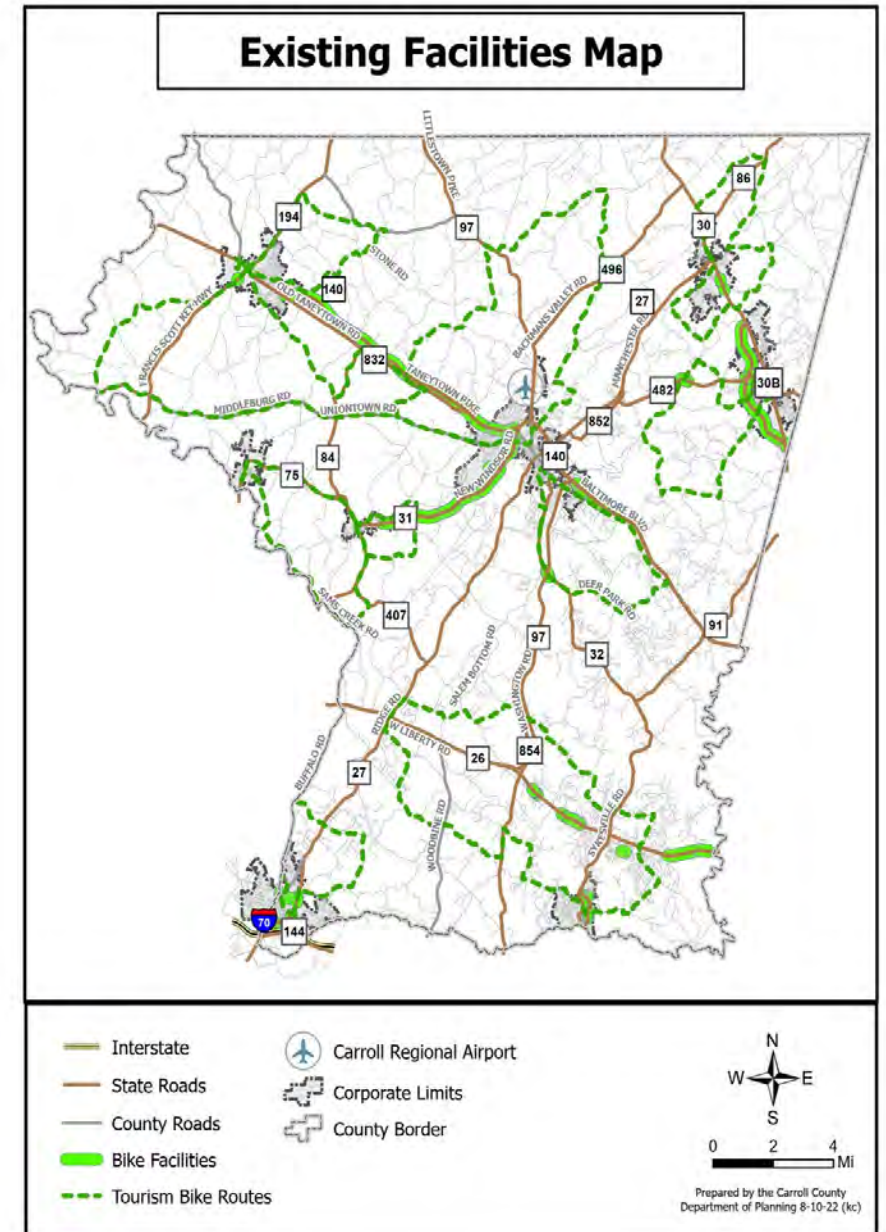 Existing Facilities Map
LITTLESTOWN PIKE
86
194
30
97
STONE RD
496
140
27
BACHMANS VALLEY RD
OLD TANEYTOWN RD
FRANCIS SCOTT KEY HWY
MANCHESTER RD
832
TANEYTOWN PIKE
482
30B
MIDDLEBURG RD
UNIONTOWN RD
852
84
140
75
NEW WINDSOR RD
BALTIMORE BLVD
31
DEER PARK RD
SAMS CREEK RD
407
91
97
32
SALEM BOTTOM RD
WASHINGTON RD
RIDGE RD
W LIBERTY RD
854
26
BUFFALO RD
27
WOODBINE RD
SYKESVILLE RD
70
144
Interstate
State Roads
County Roads
Bike Facilities
Tourism Bike Routes
Carroll Regional Airport
Corporate Limits
County Border
N
W E
S
0 2 4
Mi
Prepared by the Carroll County
Department of Planning 8-10-22 (kc)